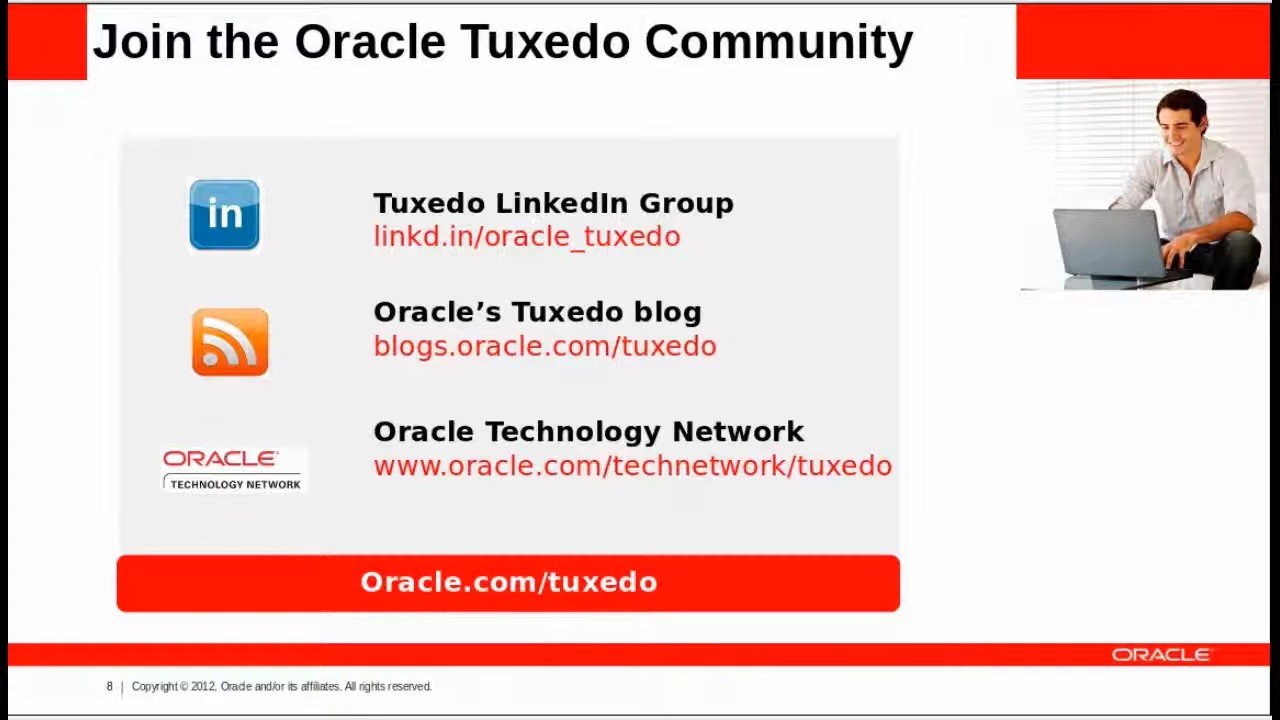 Join the Oracle Tuxedo Community
in
Tuxedo LinkedIn Group
linkd.in/oracle_tuxedo
Oracle’s Tuxedo blog
blogs.oracle.com/tuxedo
ORACLE
TECHNOLOGY NETWORK
Oracle Technology Network
www.oracle.com/technetwork/tuxedo
Oracle.com/tuxedo
ORACLE
8 | Copyright © 2012, Oracle and/or its affiliates. All rights reserved.